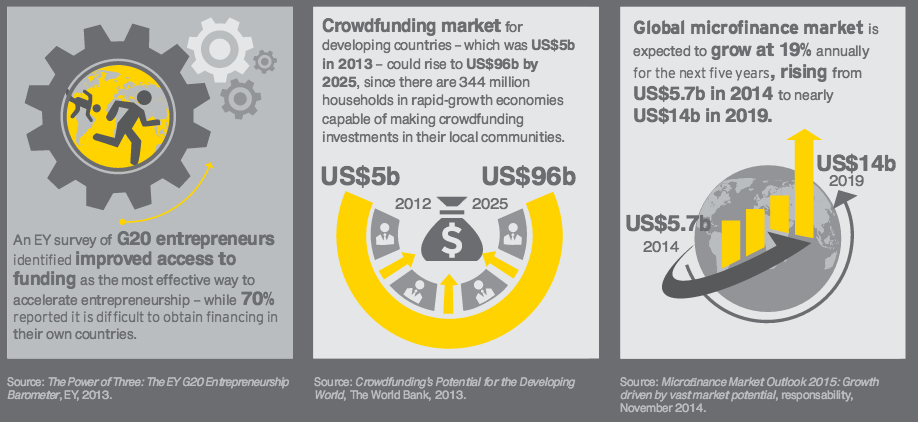 An EY survey of G20 entrepreneurs
identified improved access to
funding as the most effective way to
accelerate entrepreneurship – while 70%
reported it is difficult to obtain financing in
their own countries.
Source: The Power of Three: The EY G20 Entrepreneurship
Barometer, EY, 2013.
Crowdfunding market for
developing countries – which was US$5b
in 2013 – could rise to US$96b by
2025, since there are 344 million
households in rapid-growth economies
capable of making crowdfunding
investments in their local communities.
US$5b US$96b
2012 2025
$
Source: Crowdfunding's Potential for the Developing
World, The World Bank, 2013.
Global microfinance market is
expected to grow at 19% annually
for the next five years, rising from
US$5.7b in 2014 to nearly
US$14b in 2019.
US$14b
2019
US$5.7b
2014
Source: Microfinance Market Outlook 2015: Growth
driven by vast market potential, responsability,
November 2014.